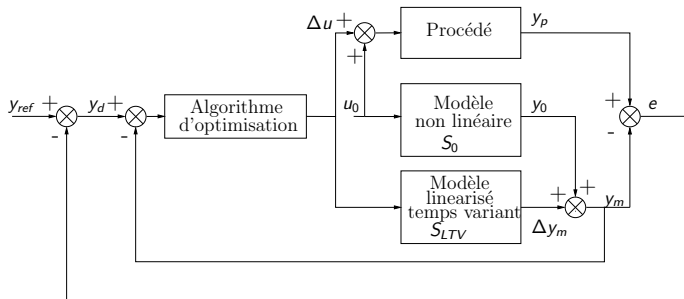 Δu + Procédé y_p
+
y_ref + y_d + Algorithme d'optimisation u_0 Modèle non linéaire S_0 y_0 + e
- - -
Modèle linearisé temps variant S_LTV + + y_m
Δy_m